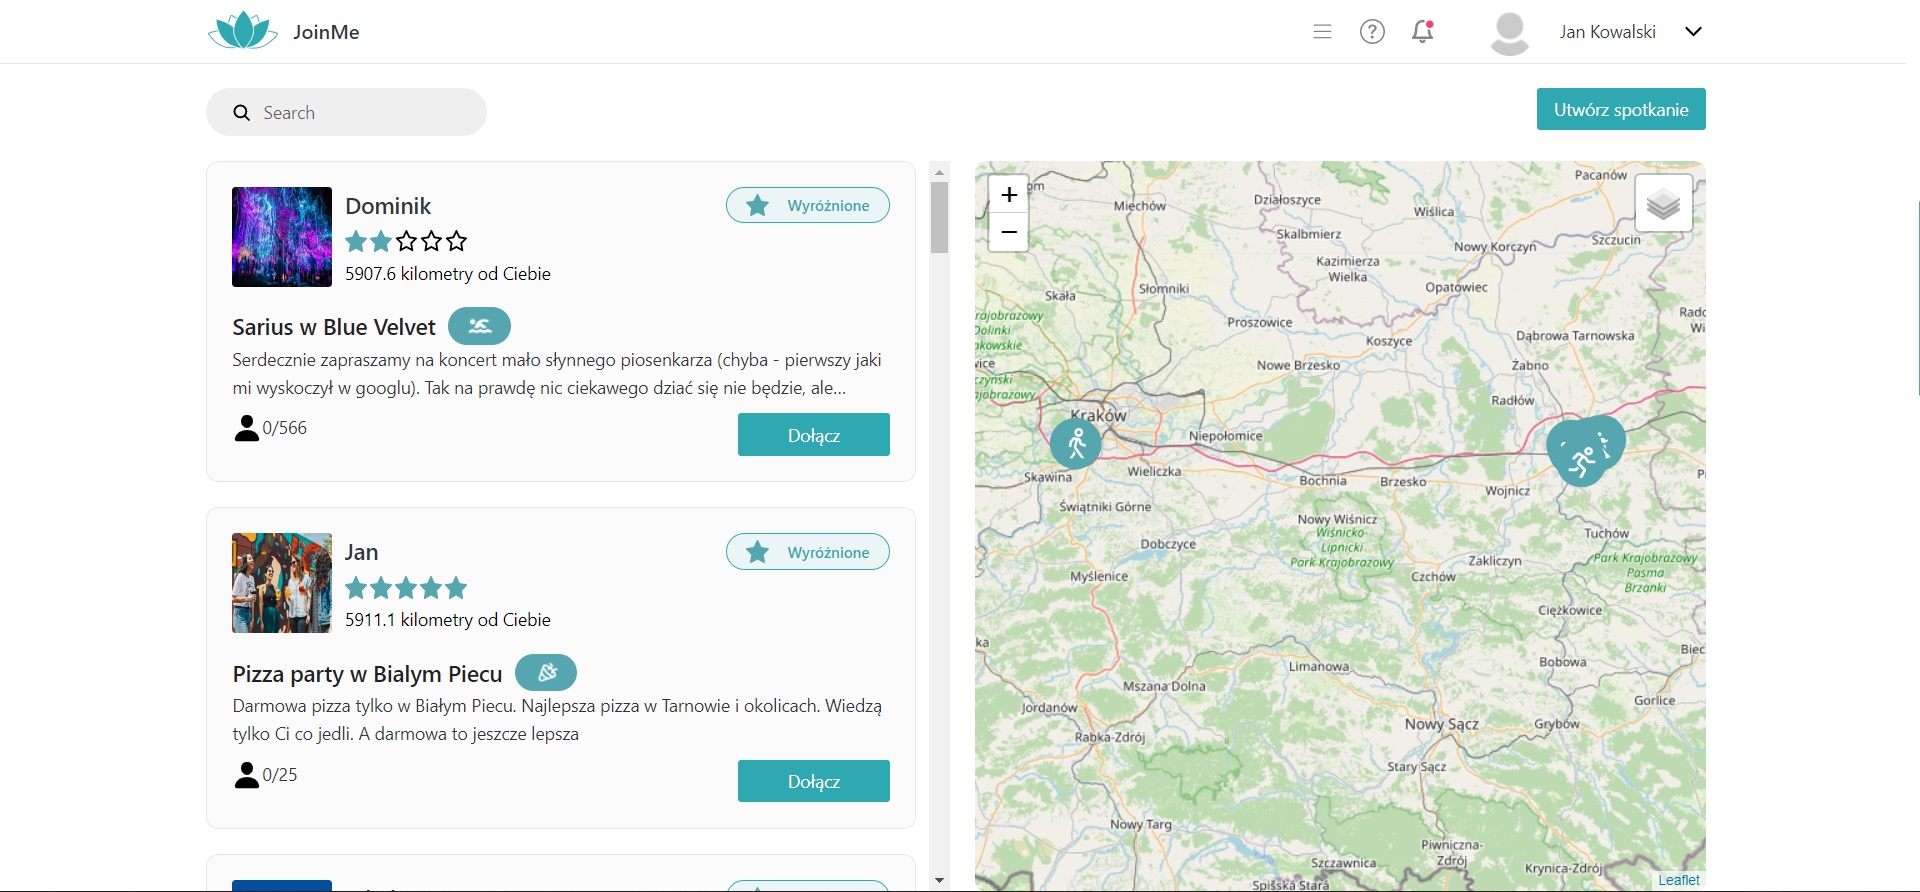 JoinMe
?
Jan Kowalski
Search
Utwórz spotkanie
Dominik
Wyróżnione
5907.6 kilometry od Ciebie
Sarius w Blue Velvet
Serdecznie zapraszamy na koncert mało słynnego piosenkarza (chyba - pierwszy jaki
mi wyskoczył w googlu). Tak na prawdę nic ciekawego dziać się nie będzie, ale...
0/566
Dołącz
Jan
Wyróżnione
5911.1 kilometry od Ciebie
Pizza party w Bialym Piecu
Darmowa pizza tylko w Białym Piecu. Najlepsza pizza w Tarnowie i okolicach. Wiedzą
tylko Ci co jedli. A darmowa to jeszcze lepsza
0/25
Dołącz
+
−
Pacanów
Miechów
Działoszyce
Wiślica
Skalbmierz
Nowy Korczyn
Szczucin
Kazimierza
Wielka
Skała
Słomniki
Opatowiec
Proszowice
Dąbrowa Tarnowska
Koszyce
Nowe Brzesko
Żabno
Radłów
Kraków
Niepołomice
Wieliczka
Skawina
Bochnia
Brzesko
Wojnicz
Świątniki Górne
Nowy Wiśnicz
Wiśnicko-
Lipnicki
Park Krajobrazowy
Tuchów
Dobczyce
Zakliczyn
Park Krajobrazowy
Pasma
Brzanki
Myślenice
Czchów
Ciężkowice
Limanowa
Bobowa
Mszana Dolna
Jordanów
Gorlice
Nowy Sącz
Grybów
Rabka-Zdrój
Stary Sącz
Nowy Targ
Piwniczna-
Zdrój
Szczawnica
Krynica-Zdrój
Spišská Stará
Leaflet